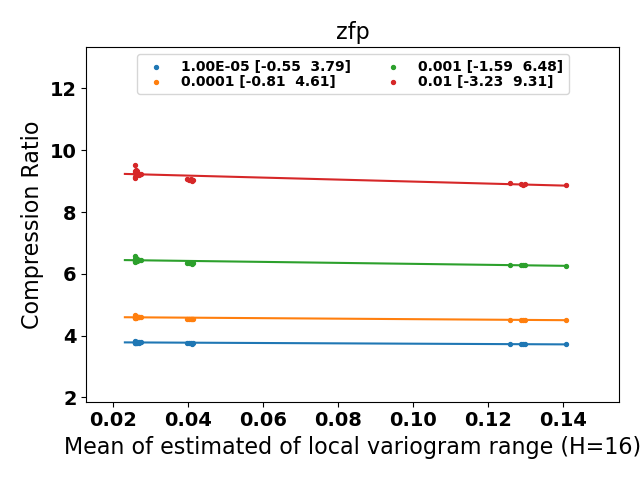 zfp
1.00E-05 [-0.55  3.79]
0.0001 [-0.81  4.61]
0.001 [-1.59  6.48]
0.01 [-3.23  9.31]
Compression Ratio
12
10
8
6
4
2
0.02 0.04 0.06 0.08 0.10 0.12 0.14
Mean of estimated of local variogram range (H=16)